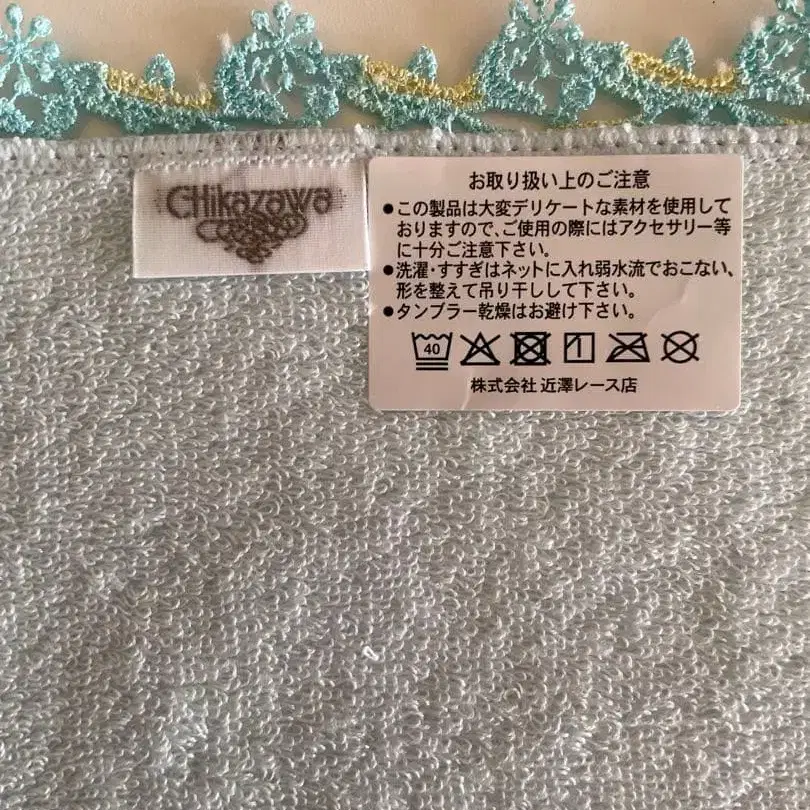 CHikazawa
お取り扱い上のご注意
●この製品は大変デリケートな素材を使用して
おりますので、ご使用の際にはアクセサリー等
に十分ご注意下さい。
●洗濯・すすぎはネットに入れ弱水流でおこない、
形を整えて吊り干しして下さい。
●タンブラー乾燥はお避け下さい。
40
株式会社 近澤レース店